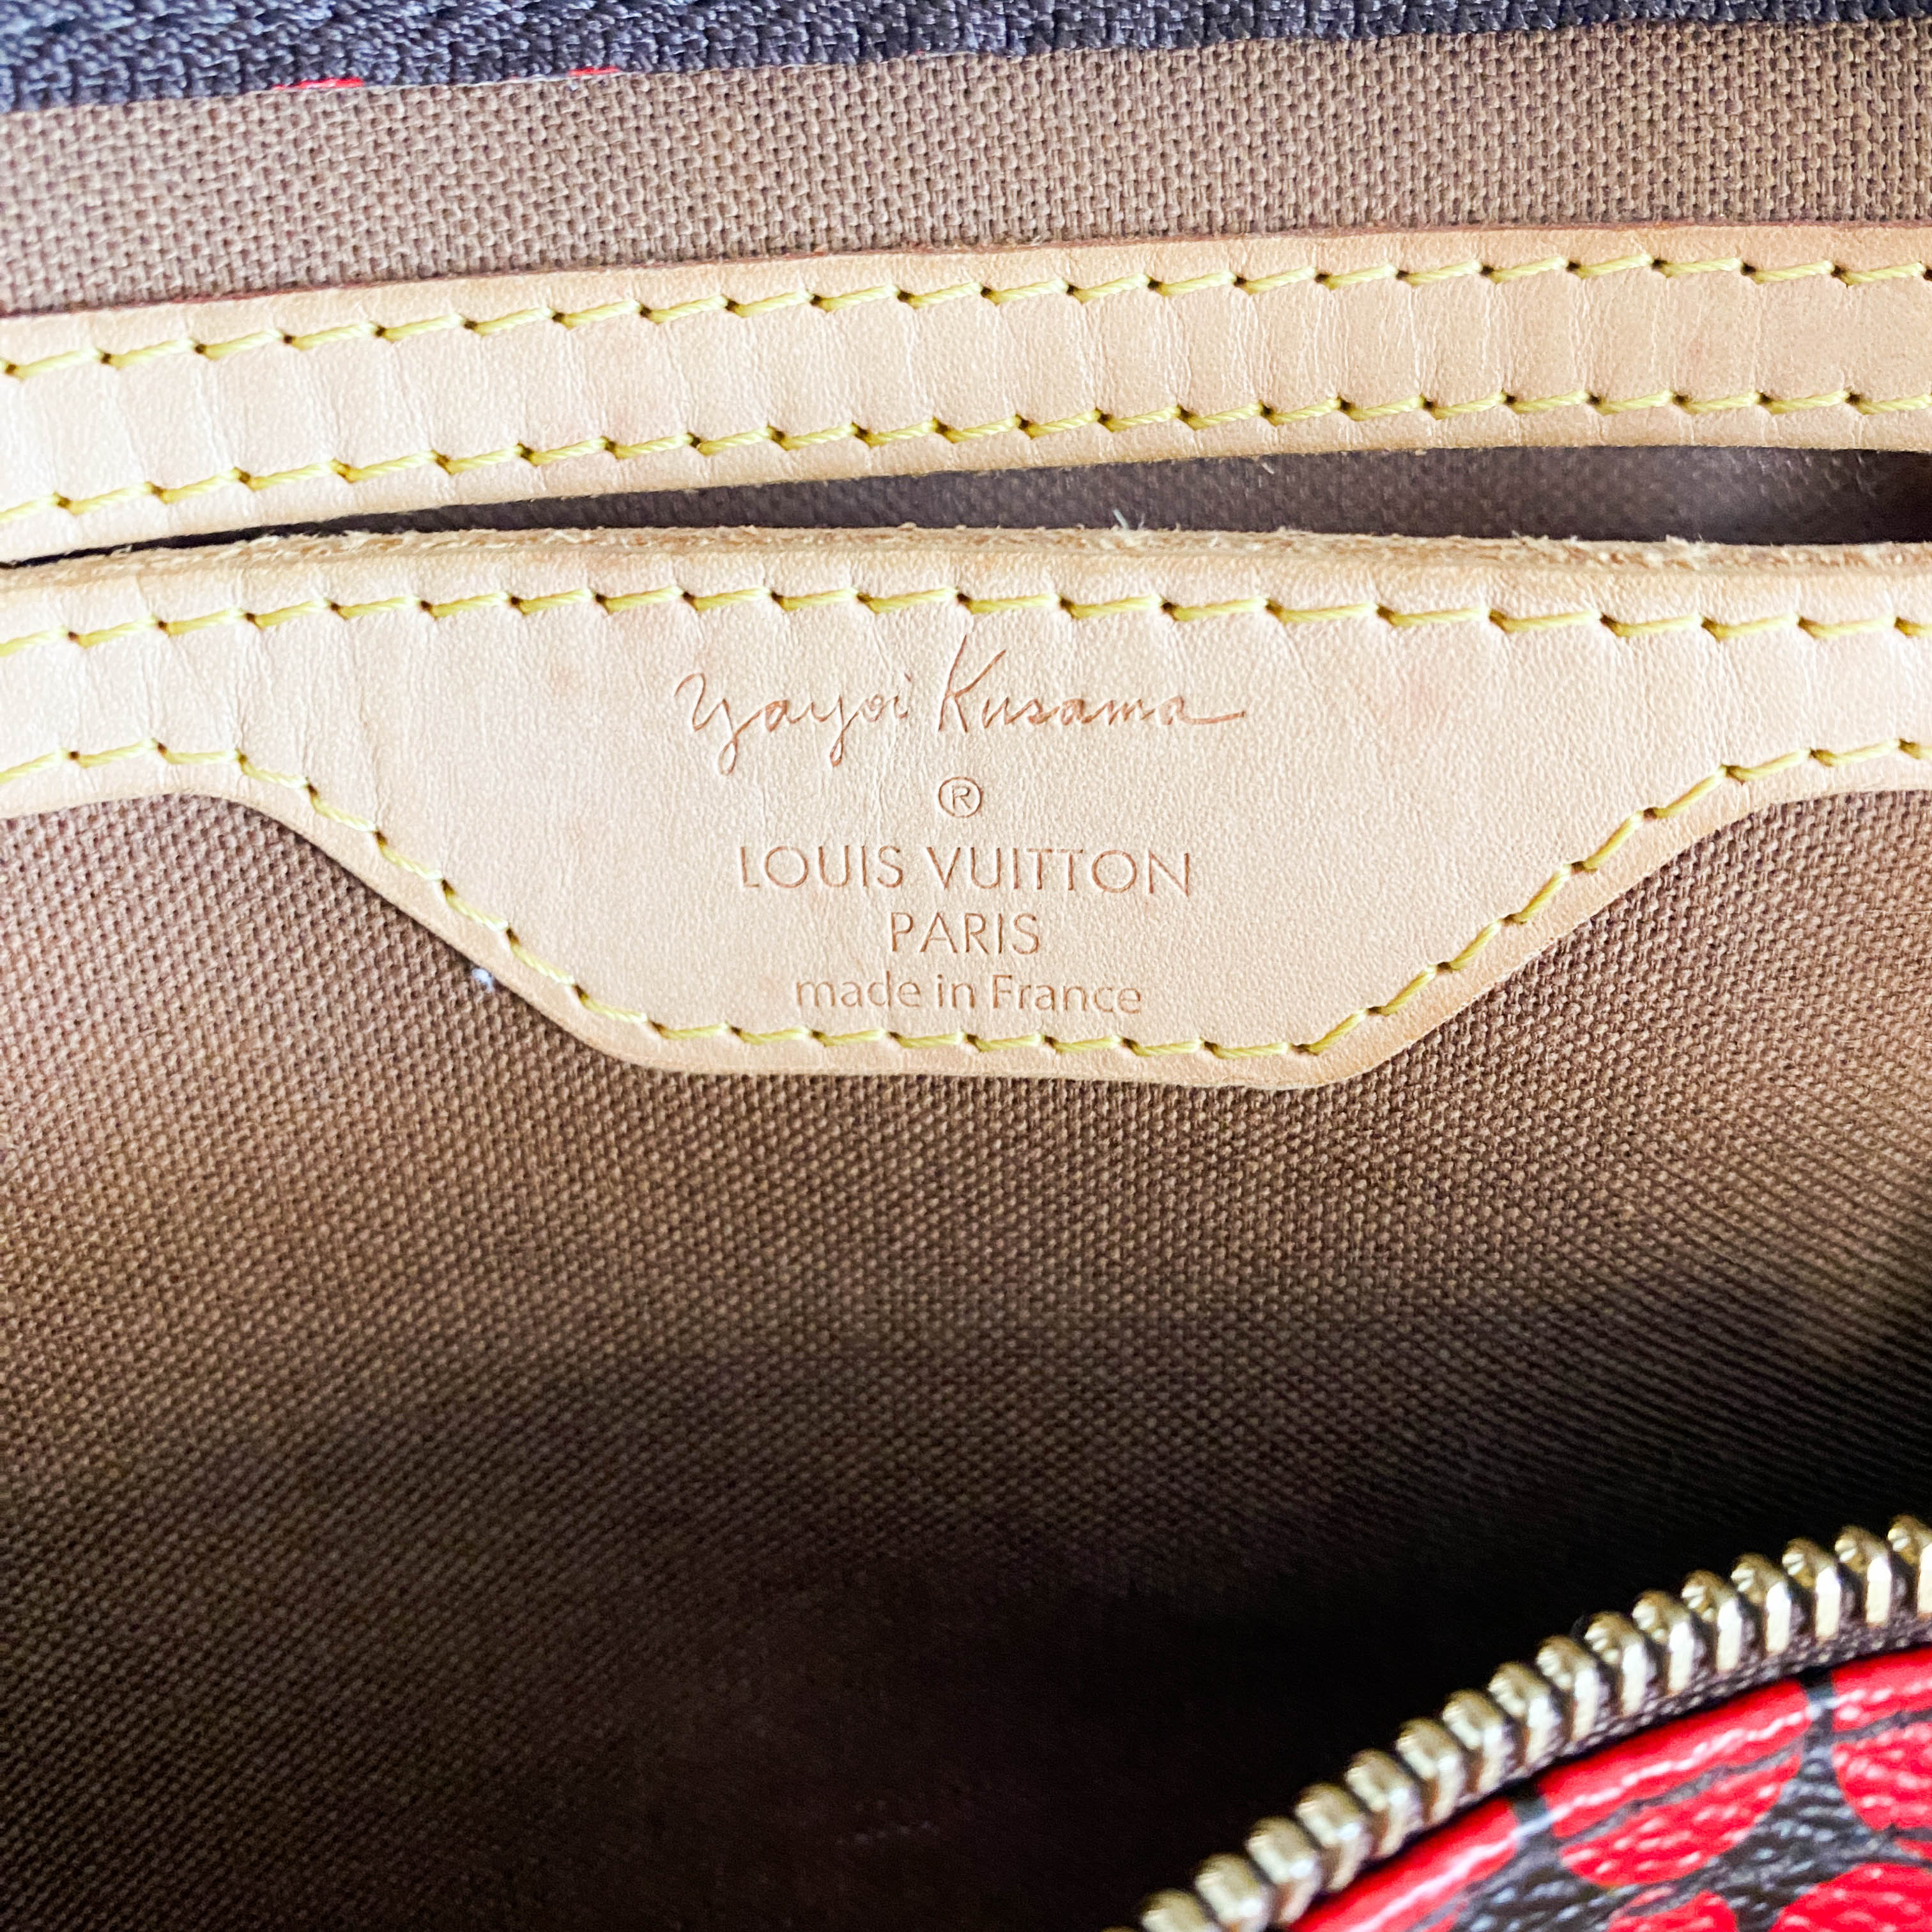 Yayoi Kusama
®
LOUIS VUITTON
PARIS
made in France